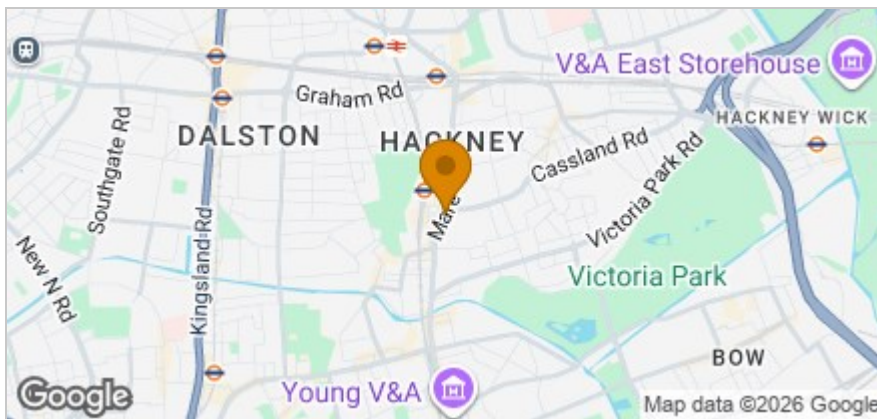 V&A East Storehouse
Graham Rd
HACKNEY WICK
DALSTON
HACKNEY
Cassland Rd
Southgate Rd
Mare
Victoria Park Rd
Kingsland Rd
New N Rd
Victoria Park
BOW
Young V&A
Google
Map data ©2026 Google